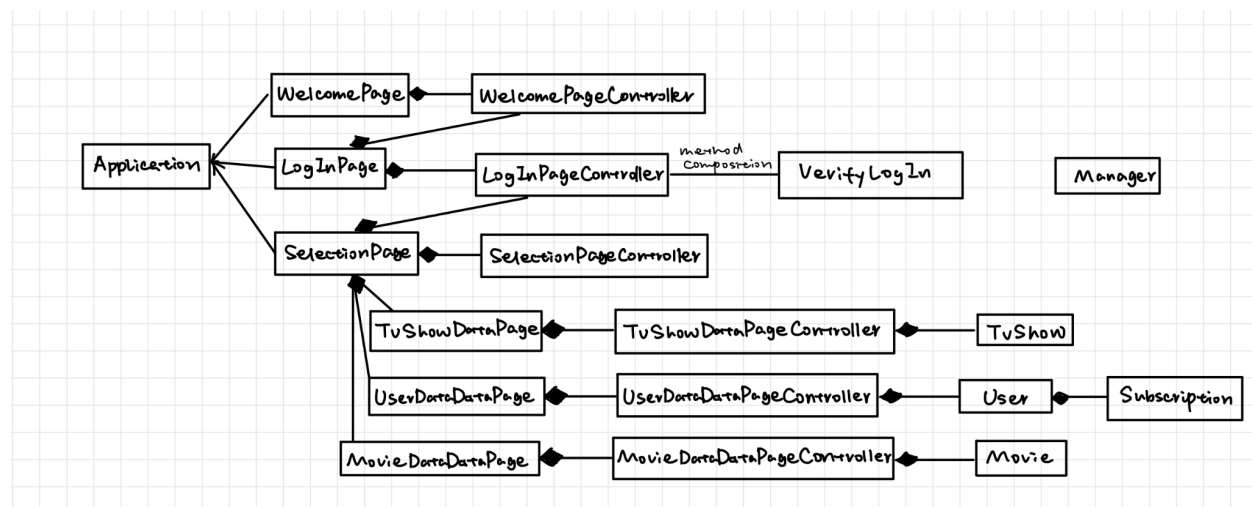 WelcomePage
WelcomePageController
Application
LogInPage
LogInPageController
method
composition
VerifyLogIn
Manager
SelectionPage
SelectionPageController
TvShowDataPage
TvShowDataPageController
TvShow
UserDataDataPage
UserDataDataPageController
User
Subscription
MovieDataDataPage
MovieDataDataPageController
Movie